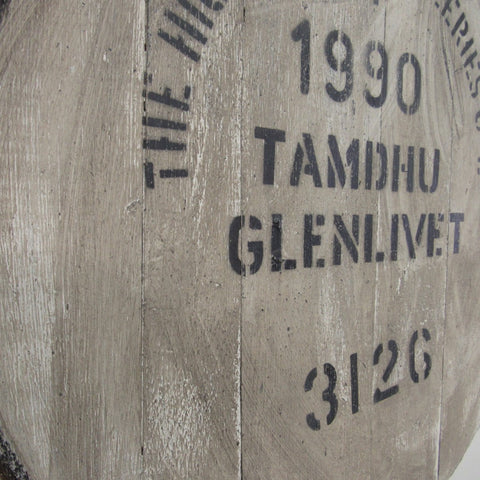 THE
1990
TAMDHU
GLENLIVET
3126